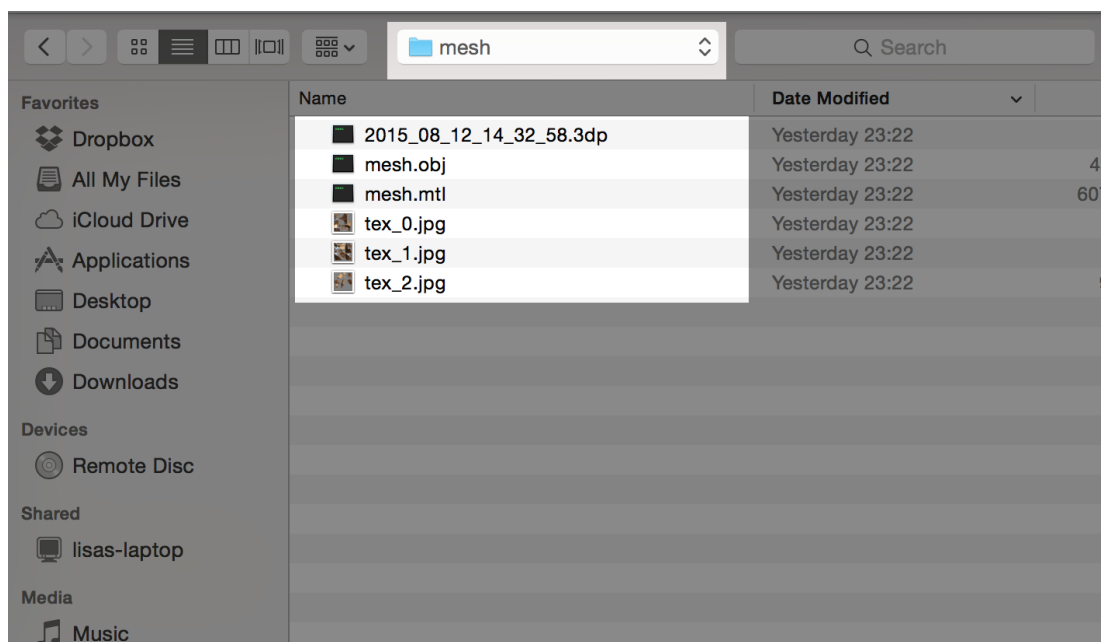 mesh
Search
Favorites
Dropbox
All My Files
iCloud Drive
Applications
Desktop
Documents
Downloads
Devices
Remote Disc
Shared
lisas-laptop
Media
Music
Name Date Modified
2015_08_12_14_32_58.3dp Yesterday 23:22
mesh.obj Yesterday 23:22 4
mesh.mtl Yesterday 23:22 607
tex_0.jpg Yesterday 23:22
tex_1.jpg Yesterday 23:22
tex_2.jpg Yesterday 23:22